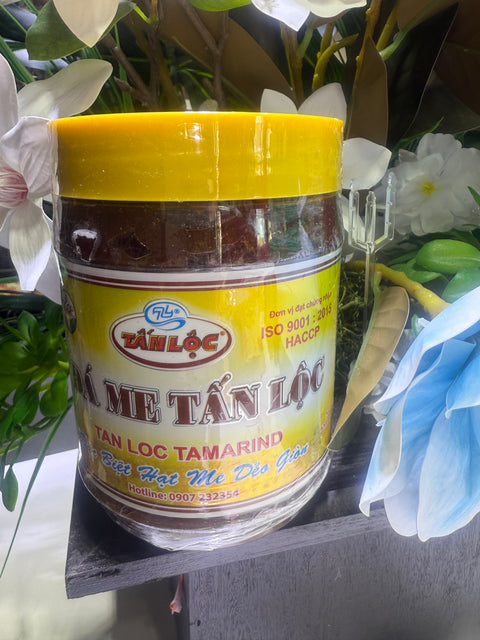 TẤN LỘC
®
Đơn vị đạt chứng nhận
ISO 9001 : 2015
HACCP
ĐÁ ME TẤN LỘC
TAN LOC TAMARIND
Biệt Hạt Me Dẻo Giòn
Hotline: 0907 232354